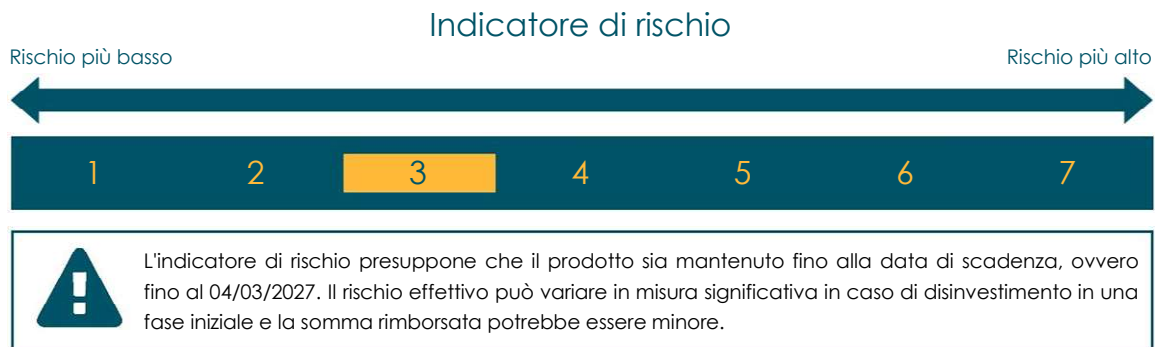 Indicatore di rischio
Rischio più basso
Rischio più alto
1 2 3 4 5 6 7
L'indicatore di rischio presuppone che il prodotto sia mantenuto fino alla data di scadenza, ovvero
fino al 04/03/2027. Il rischio effettivo può variare in misura significativa in caso di disinvestimento in una
fase iniziale e la somma rimborsata potrebbe essere minore.